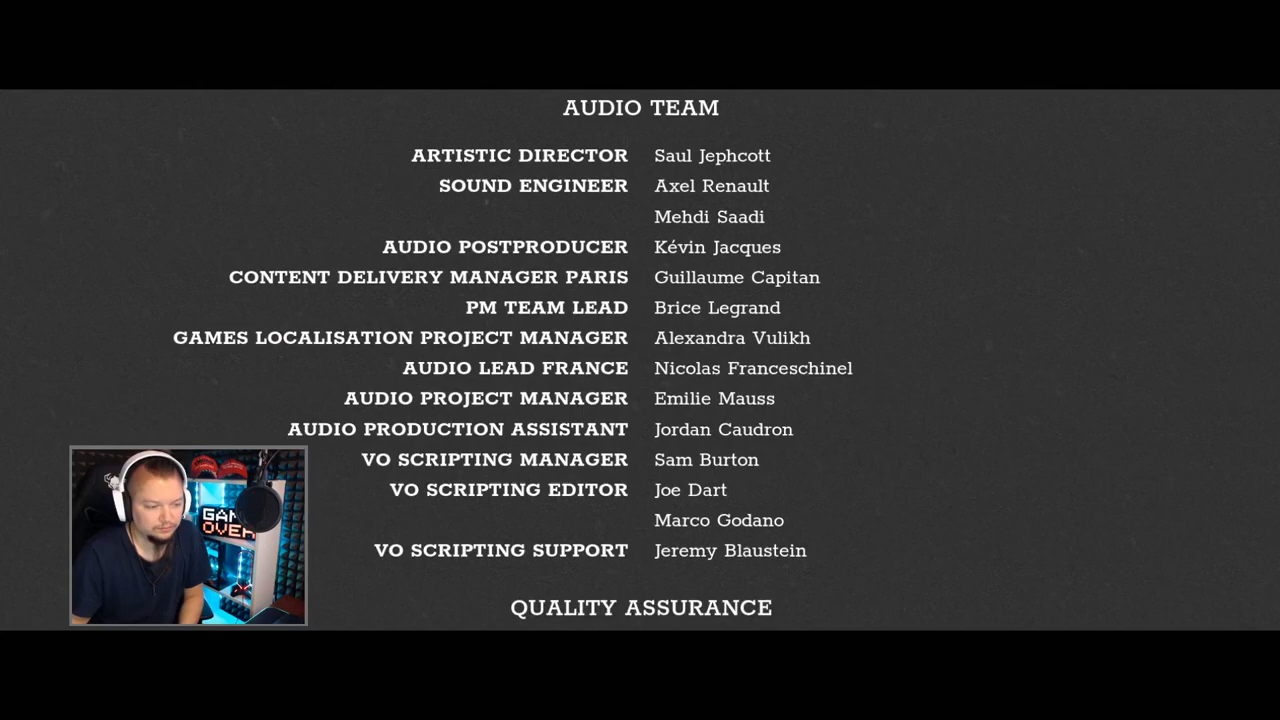 AUDIO TEAM
ARTISTIC DIRECTOR Saul Jephcott
SOUND ENGINEER Axel Renault
Mehdi Saadi
AUDIO POSTPRODUCER Kévin Jacques
CONTENT DELIVERY MANAGER PARIS Guillaume Capitan
PM TEAM LEAD Brice Legrand
GAMES LOCALISATION PROJECT MANAGER Alexandra Vulikh
AUDIO LEAD FRANCE Nicolas Franceschinel
AUDIO PROJECT MANAGER Emilie Mauss
AUDIO PRODUCTION ASSISTANT Jordan Caudron
VO SCRIPTING MANAGER Sam Burton
VO SCRIPTING EDITOR Joe Dart
Marco Godano
VO SCRIPTING SUPPORT Jeremy Blaustein
GAM
OVER
QUALITY ASSURANCE